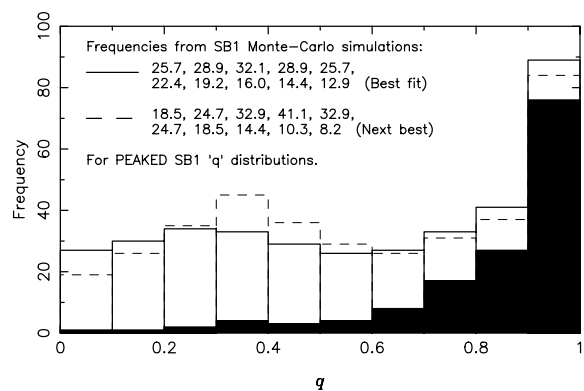 100
80
60
40
20
0
Frequency
Frequencies from SB1 Monte-Carlo simulations:
25.7, 28.9, 32.1, 28.9, 25.7,
22.4, 19.2, 16.0, 14.4, 12.9 (Best fit)
18.5, 24.7, 32.9, 41.1, 32.9,
24.7, 18.5, 14.4, 10.3, 8.2 (Next best)
For PEAKED SB1 'q' distributions.
0 0.2 0.4 0.6 0.8 1
q